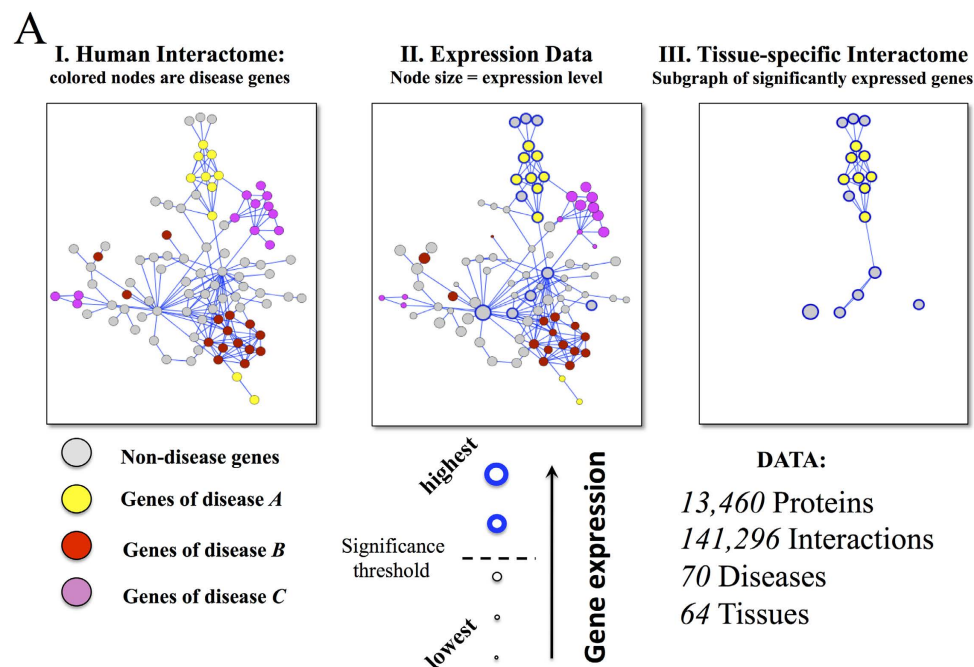 A
I. Human Interactome:
colored nodes are disease genes
II. Expression Data
Node size = expression level
III. Tissue-specific Interactome
Subgraph of significantly expressed genes
Non-disease genes
Genes of disease A
Genes of disease B
Genes of disease C
highest
Significance
threshold
lowest
Gene expression
DATA:
13,460 Proteins
141,296 Interactions
70 Diseases
64 Tissues